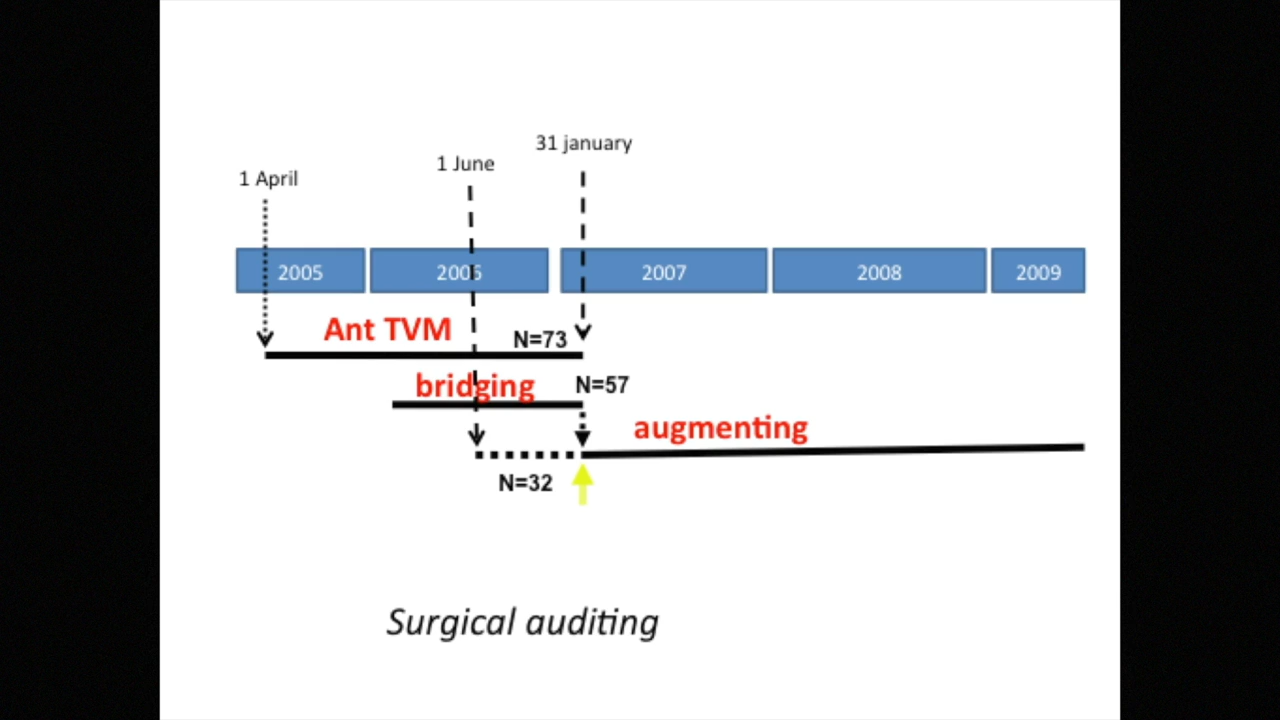 31 january
1 June
1 April
2005 2006 2007 2008 2009
Ant TVM N=73
bridging N=57
augmenting
N=32
Surgical auditing